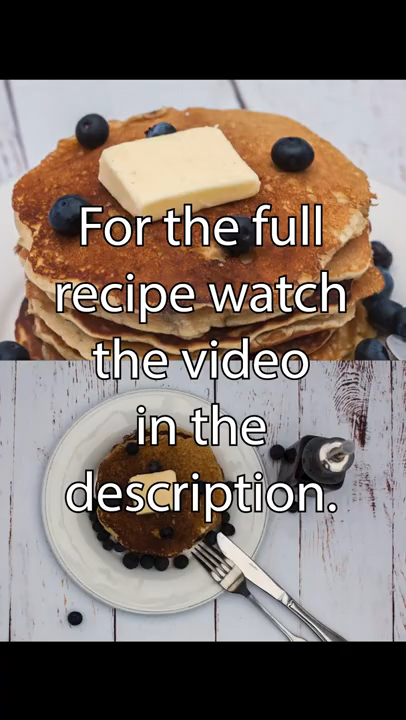 For the full
recipe watch
the video
in the
description.